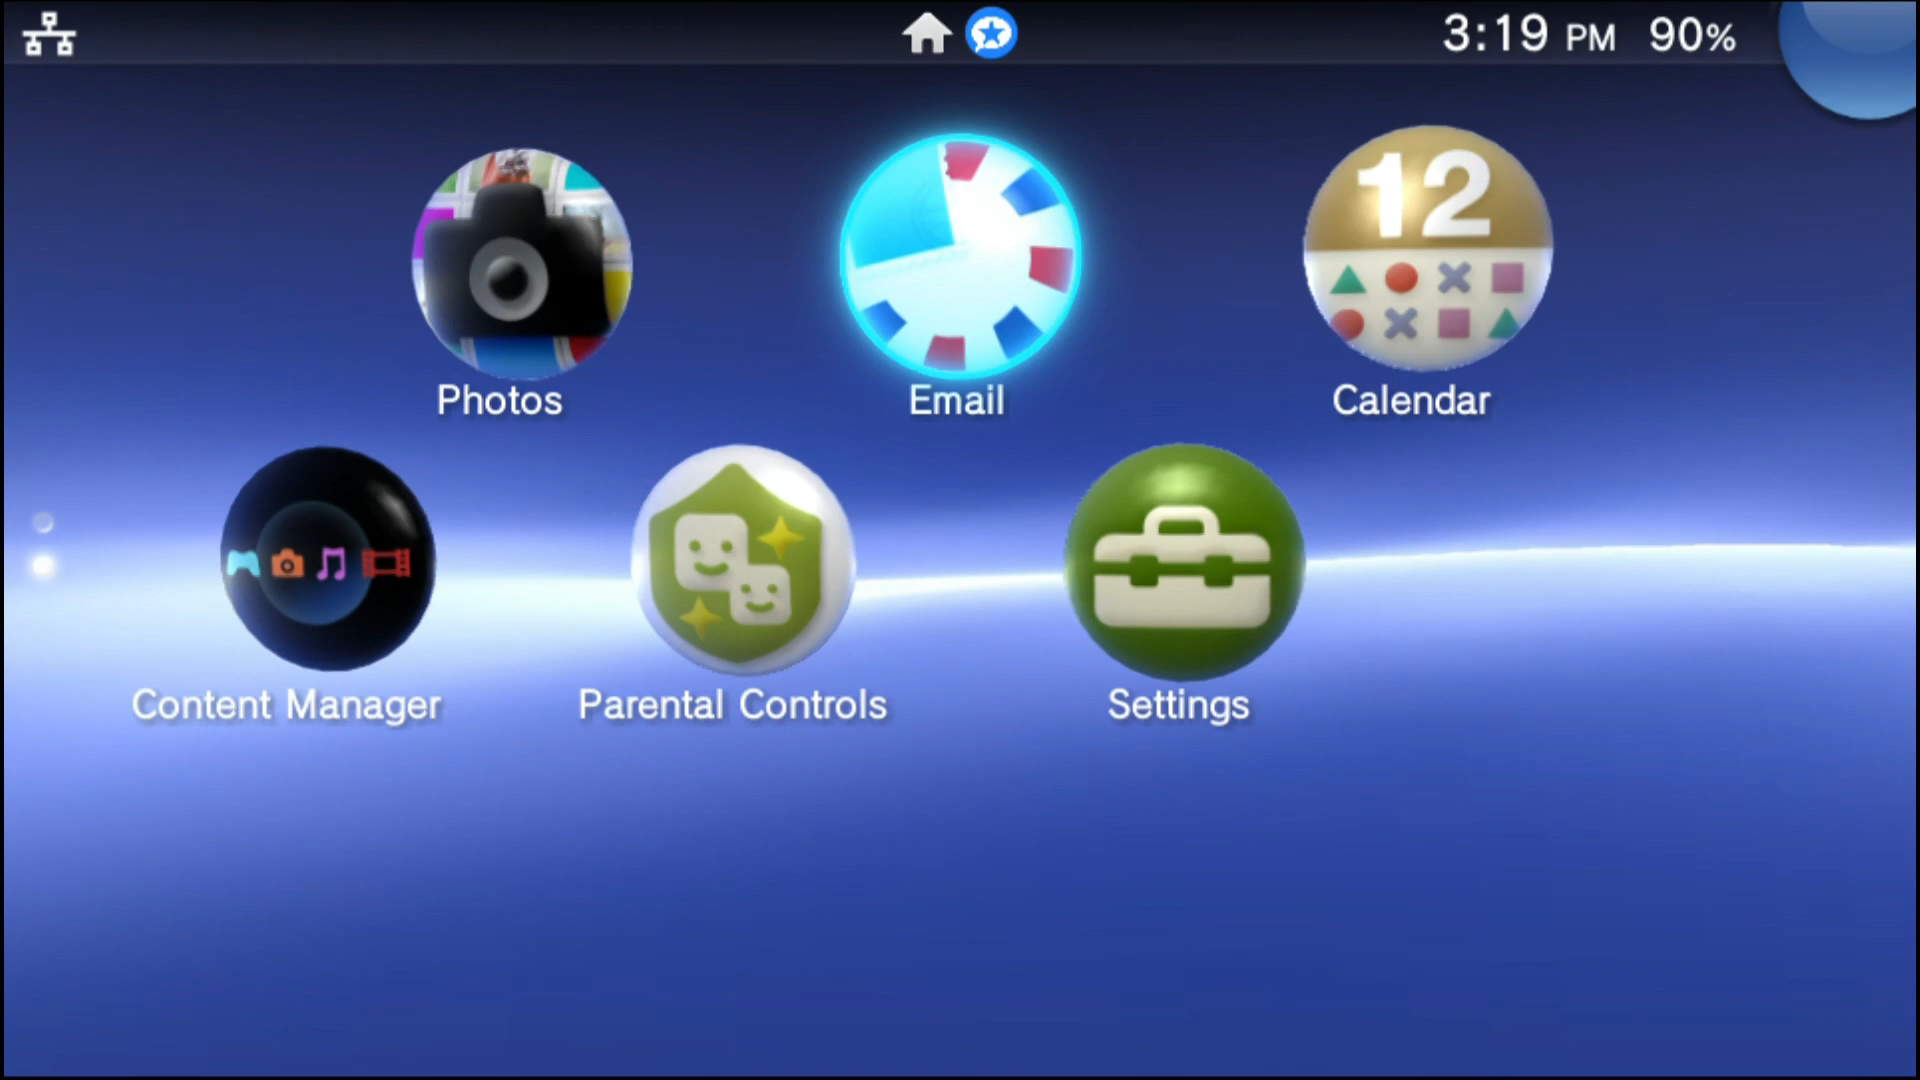 3:19 PM 90%
12
Photos Email Calendar
Content Manager Parental Controls Settings